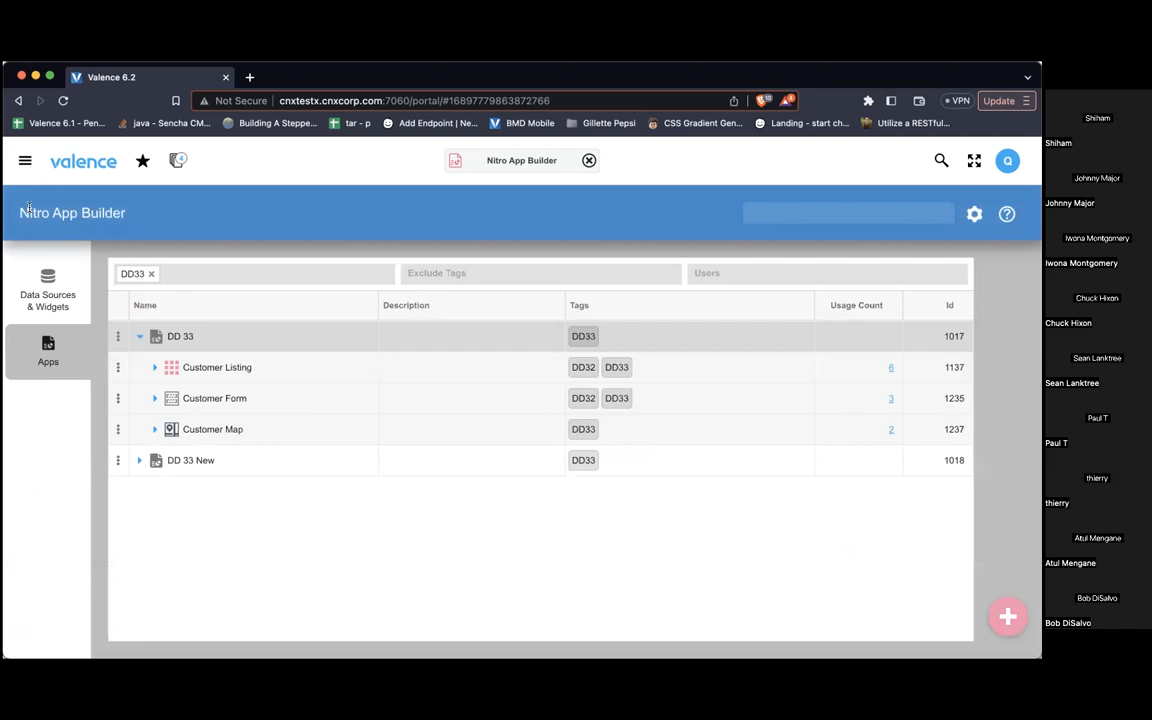 Valence 6.2
Not Secure cnxtestx.cnxcorp.com:7060/portal/#16897779863872766
10
4
VPN
Update
Valence 6.1 - Pen...
java - Sencha CM...
Building A Steppe...
tar - p
Add Endpoint | Ne...
BMD Mobile
Gillette Pepsi
CSS Gradient Gen...
Landing - start ch...
Utilize a RESTful...
valence
4
Nitro App Builder
Q
Nitro App Builder
Data Sources
& Widgets
Apps
DD33
Exclude Tags
Users
Name
Description
Tags
Usage Count
Id
DD 33
DD33
1017
Customer Listing
DD32
DD33
6
1137
Customer Form
DD32
DD33
3
1235
Customer Map
DD33
2
1237
DD 33 New
DD33
1018
Shiham
Shiham
Johnny Major
Johnny Major
Iwona Montgomery
Iwona Montgomery
Chuck Hixon
Chuck Hixon
Sean Lanktree
Sean Lanktree
Paul T
Paul T
thierry
thierry
Atul Mengane
Atul Mengane
Bob DiSalvo
Bob DiSalvo